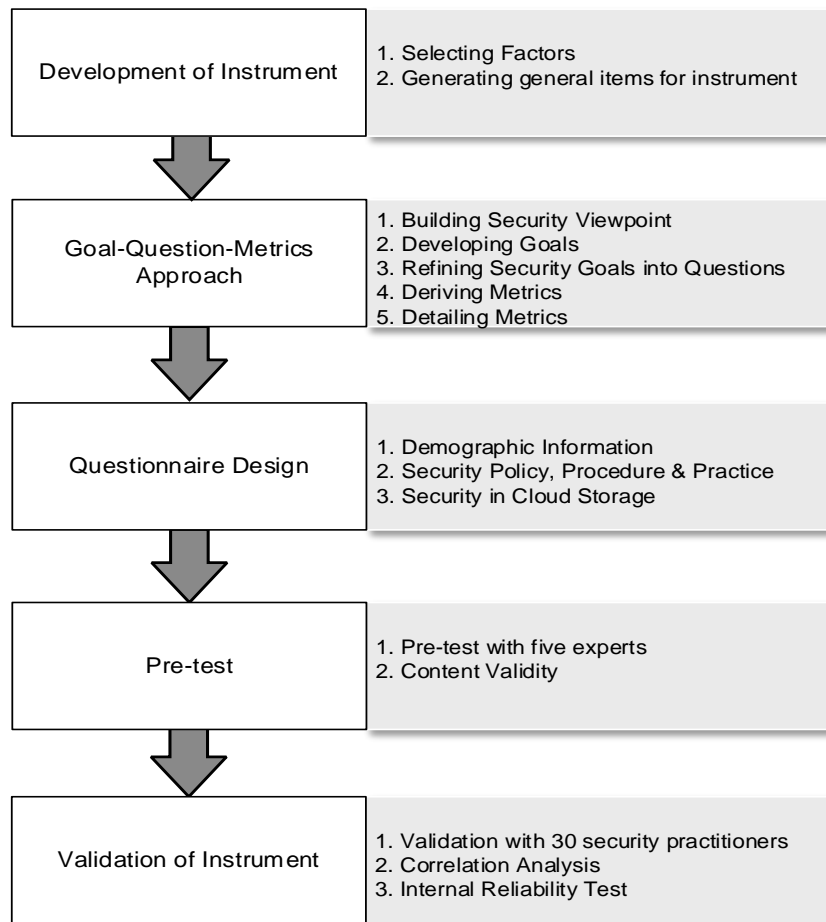 Development of Instrument
1. Selecting Factors
2. Generating general items for instrument
Goal-Question-Metrics
Approach
1. Building Security Viewpoint
2. Developing Goals
3. Refining Security Goals into Questions
4. Deriving Metrics
5. Detailing Metrics
Questionnaire Design
1. Demographic Information
2. Security Policy, Procedure & Practice
3. Security in Cloud Storage
Pre-test
1. Pre-test with five experts
2. Content Validity
Validation of Instrument
1. Validation with 30 security practitioners
2. Correlation Analysis
3. Internal Reliability Test